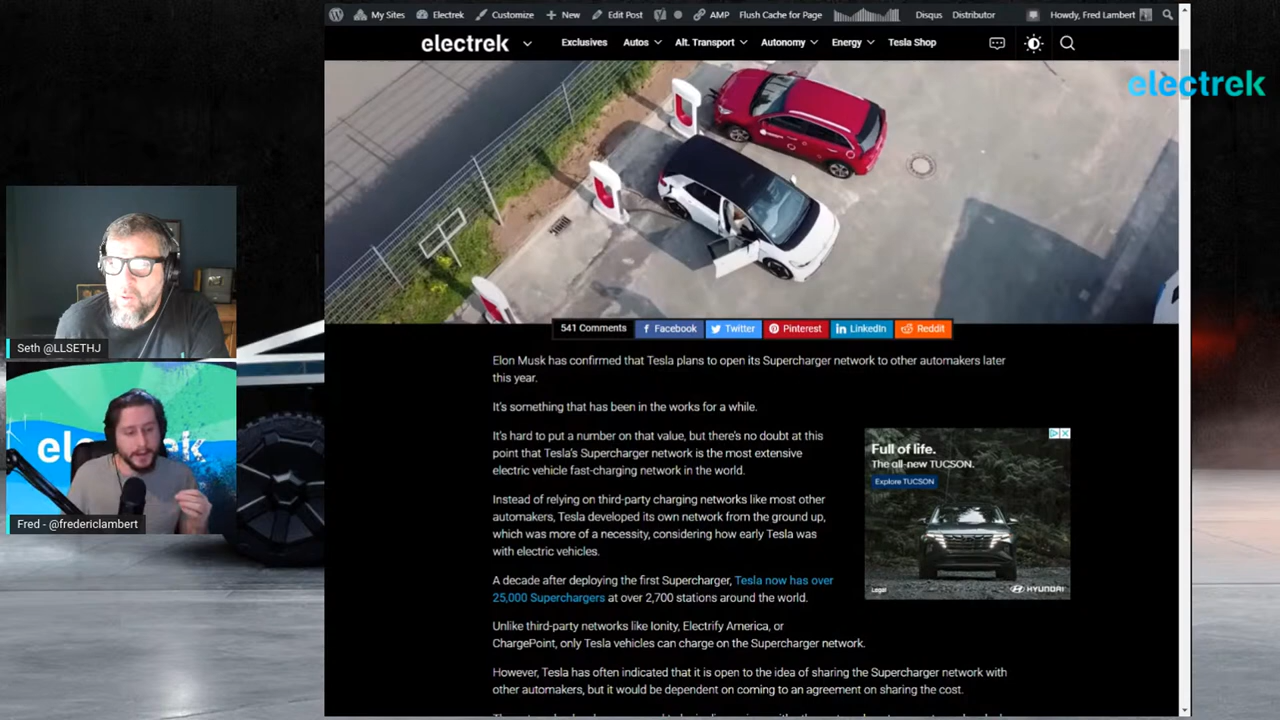 My Sites Electrek Customize New Edit Post AMP Flush Cache for Page Disqus Distributor Howdy, Fred Lambert
electrek Exclusives Autos Alt. Transport Autonomy Energy Tesla Shop
electrek
541 Comments Facebook Twitter Pinterest LinkedIn Reddit
Seth @LLSETHJ
Elon Musk has confirmed that Tesla plans to open its Supercharger network to other automakers later
this year.
It's something that has been in the works for a while.
It's hard to put a number on that value, but there's no doubt at this
point that Tesla's Supercharger network is the most extensive
electric vehicle fast-charging network in the world.
Full of life.
The all-new TUCSON.
Explore TUCSON
Instead of relying on third-party charging networks like most other
automakers, Tesla developed its own network from the ground up,
which was more of a necessity, considering how early Tesla was
with electric vehicles.
Fred - @fredericlambert
A decade after deploying the first Supercharger, Tesla now has over
25,000 Superchargers at over 2,700 stations around the world.
Legal HYUNDAI
Unlike third-party networks like Ionity, Electrify America, or
ChargePoint, only Tesla vehicles can charge on the Supercharger network.
However, Tesla has often indicated that it is open to the idea of sharing the Supercharger network with
other automakers, but it would be dependent on coming to an agreement on sharing the cost.